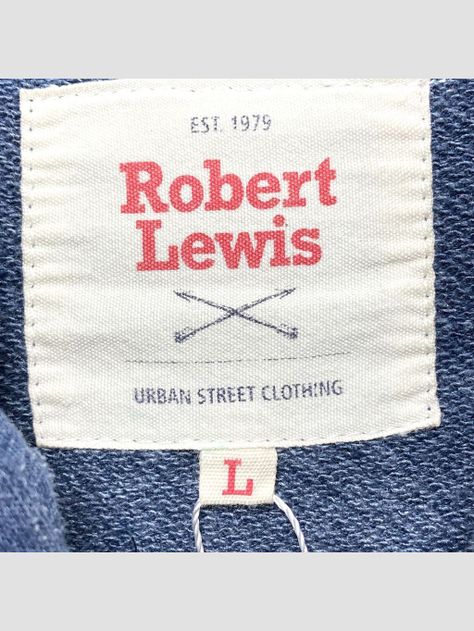 EST. 1979
Robert
Lewis
URBAN STREET CLOTHING
L